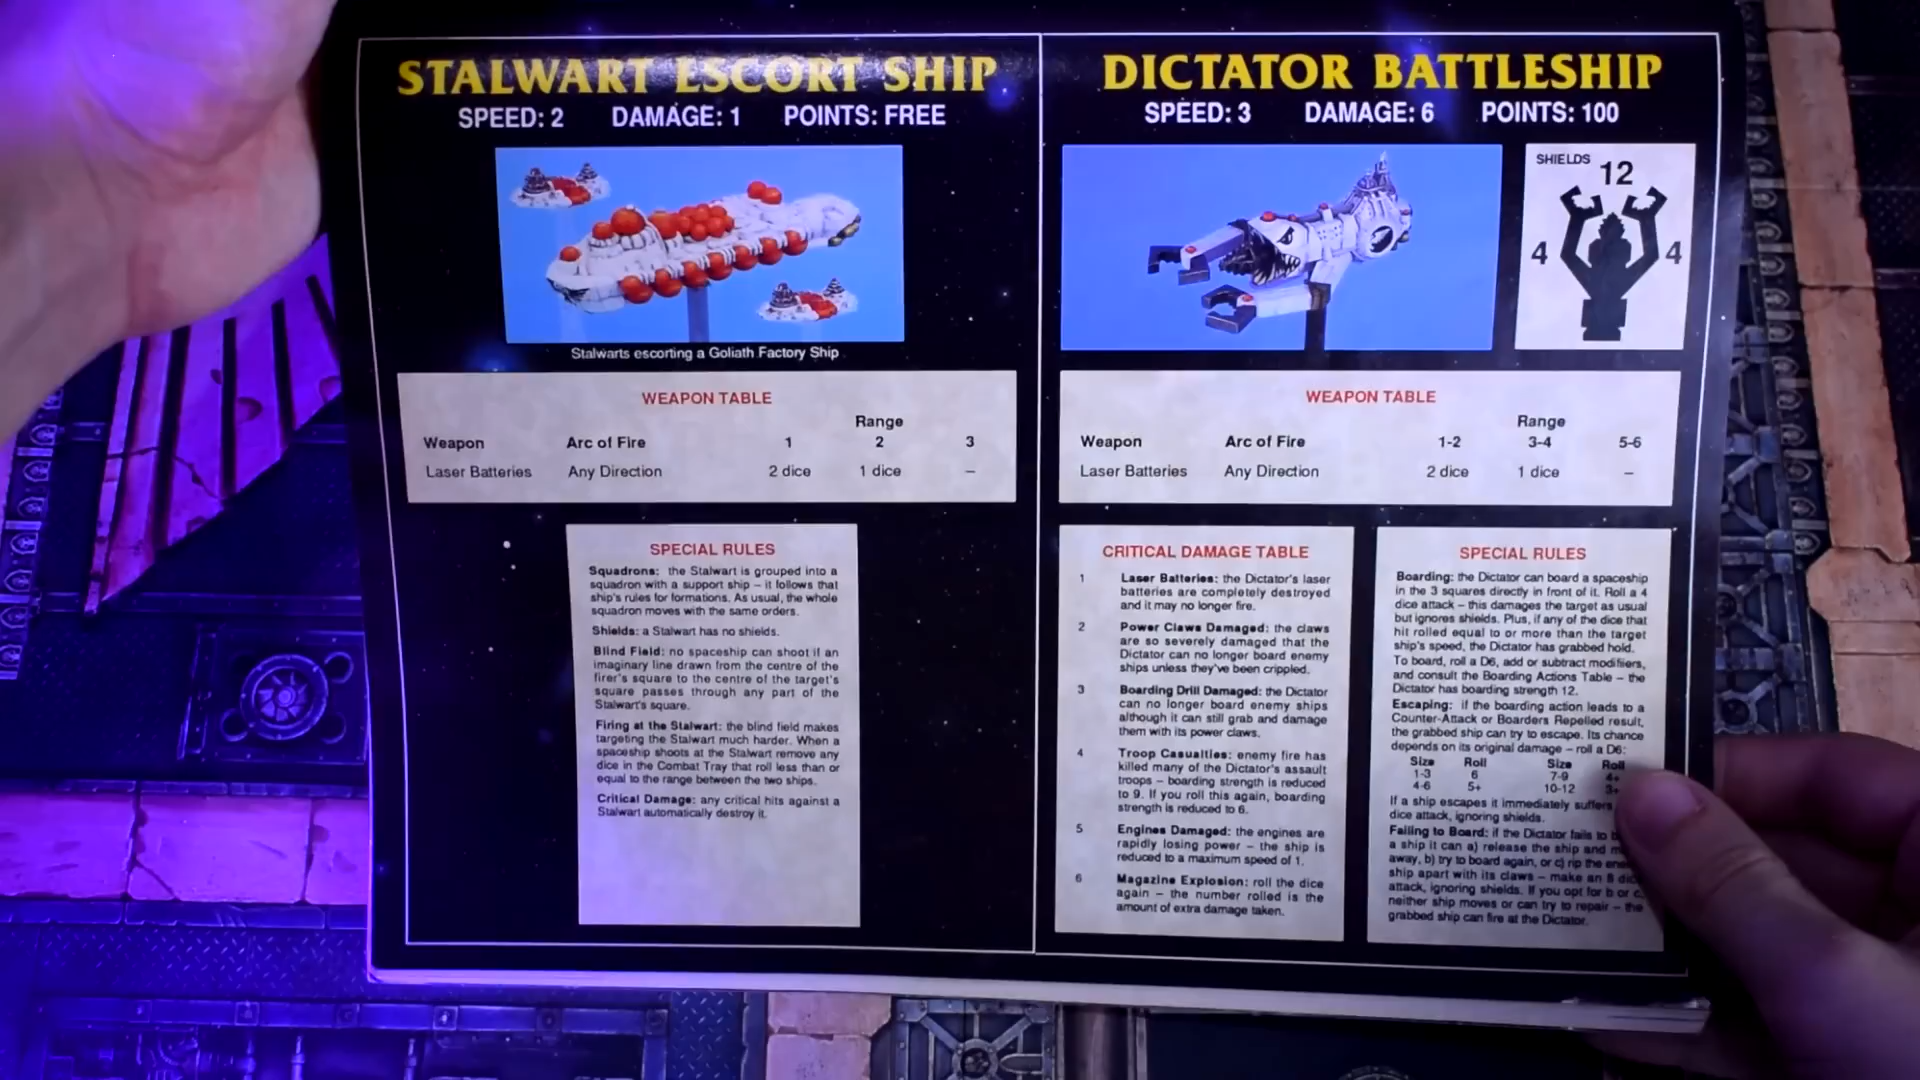 STALWART ESCORT SHIP
SPEED: 2 DAMAGE: 1 POINTS: FREE
Stalwarts escorting a Goliath Factory Ship
WEAPON TABLE
Range
Weapon Arc of Fire 1 2 3
Laser Batteries Any Direction 2 dice 1 dice –
SPECIAL RULES
Squadrons: the Stalwart is grouped into a
squadron with a support ship – it follows that
ship's rules for formations. As usual, the whole
squadron moves with the same orders.
Shields: a Stalwart has no shields.
Blind Field: no spaceship can shoot if an
imaginary line drawn from the centre of the
firer's square to the centre of the target's
square passes through any part of the
Stalwart's square.
Firing at the Stalwart: the blind field makes
targeting the Stalwart much harder. When a
spaceship shoots at the Stalwart remove any
dice in the Combat Tray that roll less than or
equal to the range between the two ships.
Critical Damage: any critical hits against a
Stalwart automatically destroy it.
DICTATOR BATTLESHIP
SPEED: 3 DAMAGE: 6 POINTS: 100
SHIELDS
12
4 4
WEAPON TABLE
Range
Weapon Arc of Fire 1-2 3-4 5-6
Laser Batteries Any Direction 2 dice 1 dice –
CRITICAL DAMAGE TABLE
1 Laser Batteries: the Dictator's laser
batteries are completely destroyed
and it may no longer fire.
2 Power Claws Damaged: the claws
are so severely damaged that the
Dictator can no longer board enemy
ships unless they've been crippled.
3 Boarding Drill Damaged: the Dictator
can no longer board enemy ships
although it can still grab and damage
them with its power claws.
4 Troop Casualties: enemy fire has
killed many of the Dictator's assault
troops – boarding strength is reduced
to 9. If you roll this again, boarding
strength is reduced to 6.
5 Engines Damaged: the engines are
rapidly losing power – the ship is
reduced to a maximum speed of 1.
6 Magazine Explosion: roll the dice
again – the number rolled is the
amount of extra damage taken.
SPECIAL RULES
Boarding: the Dictator can board a spaceship
in the 3 squares directly in front of it. Roll a 4
dice attack – this damages the target as usual
but ignores shields. Plus, if any of the dice that
hit rolled equal to or more than the target
ship's speed, the Dictator has grabbed hold.
To board, roll a D6, add or subtract modifiers,
and consult the Boarding Actions Table – the
Dictator has boarding strength 12.
Escaping: if the boarding action leads to a
Counter-Attack or Boarders Repelled result,
the grabbed ship can try to escape. Its chance
depends on its original damage – roll a D6:
Size Roll Size Roll
1-3 6 7-9 4+
4-6 5+ 10-12 3+
If a ship escapes it immediately suffers
dice attack, ignoring shields.
Failing to Board: if the Dictator fails to
a ship it can a) release the ship and
away, b) try to board again, or c) rip the
ship apart with its claws – make an 8
attack, ignoring shields. If you opt for b or c,
neither ship moves or can try to repair – the
grabbed ship can fire at the Dictator.